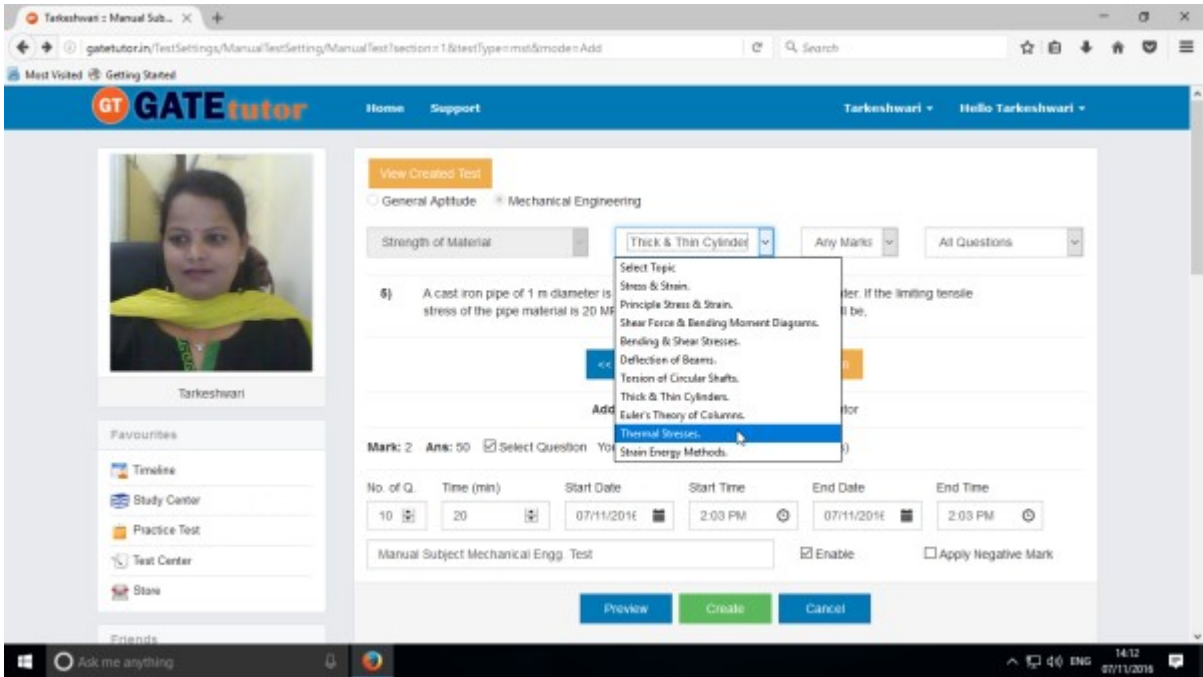 Tarkeshwari :: Manual Sub...
gatetutor.in/TestSettings/ManualTestSetting/ManualTest?section=1&testType=mst&mode=Add
Search
Most Visited Getting Started
GT GATEtutor
Home Support Tarkeshwari Hello Tarkeshwari
View Created Test
General Aptitude Mechanical Engineering
Strength of Material Thick & Thin Cylinder Any Marks All Questions
Select Topic
Stress & Strain.
Principle Stress & Strain.
Shear Force & Bending Moment Diagrams.
Bending & Shear Stresses.
Deflection of Beams.
Torsion of Circular Shafts.
Thick & Thin Cylinders.
Euler's Theory of Columns.
Thermal Stresses.
Strain Energy Methods.
5) A cast iron pipe of 1 m diameter is ter. If the limiting tensile
stress of the pipe material is 20 MP l be,
<<
Add tor
Mark: 2 Ans: 50 Select Question
No. of Q. Time (min) Start Date Start Time End Date End Time
10 20 07/11/201 2:03 PM 07/11/201 2:03 PM
Manual Subject Mechanical Engg. Test Enable Apply Negative Mark
Preview Create Cancel
Tarkeshwari
Favourites
Timeline
Study Center
Practice Test
Test Center
Store
Friends
Ask me anything
ENG
14:12
07/11/2016